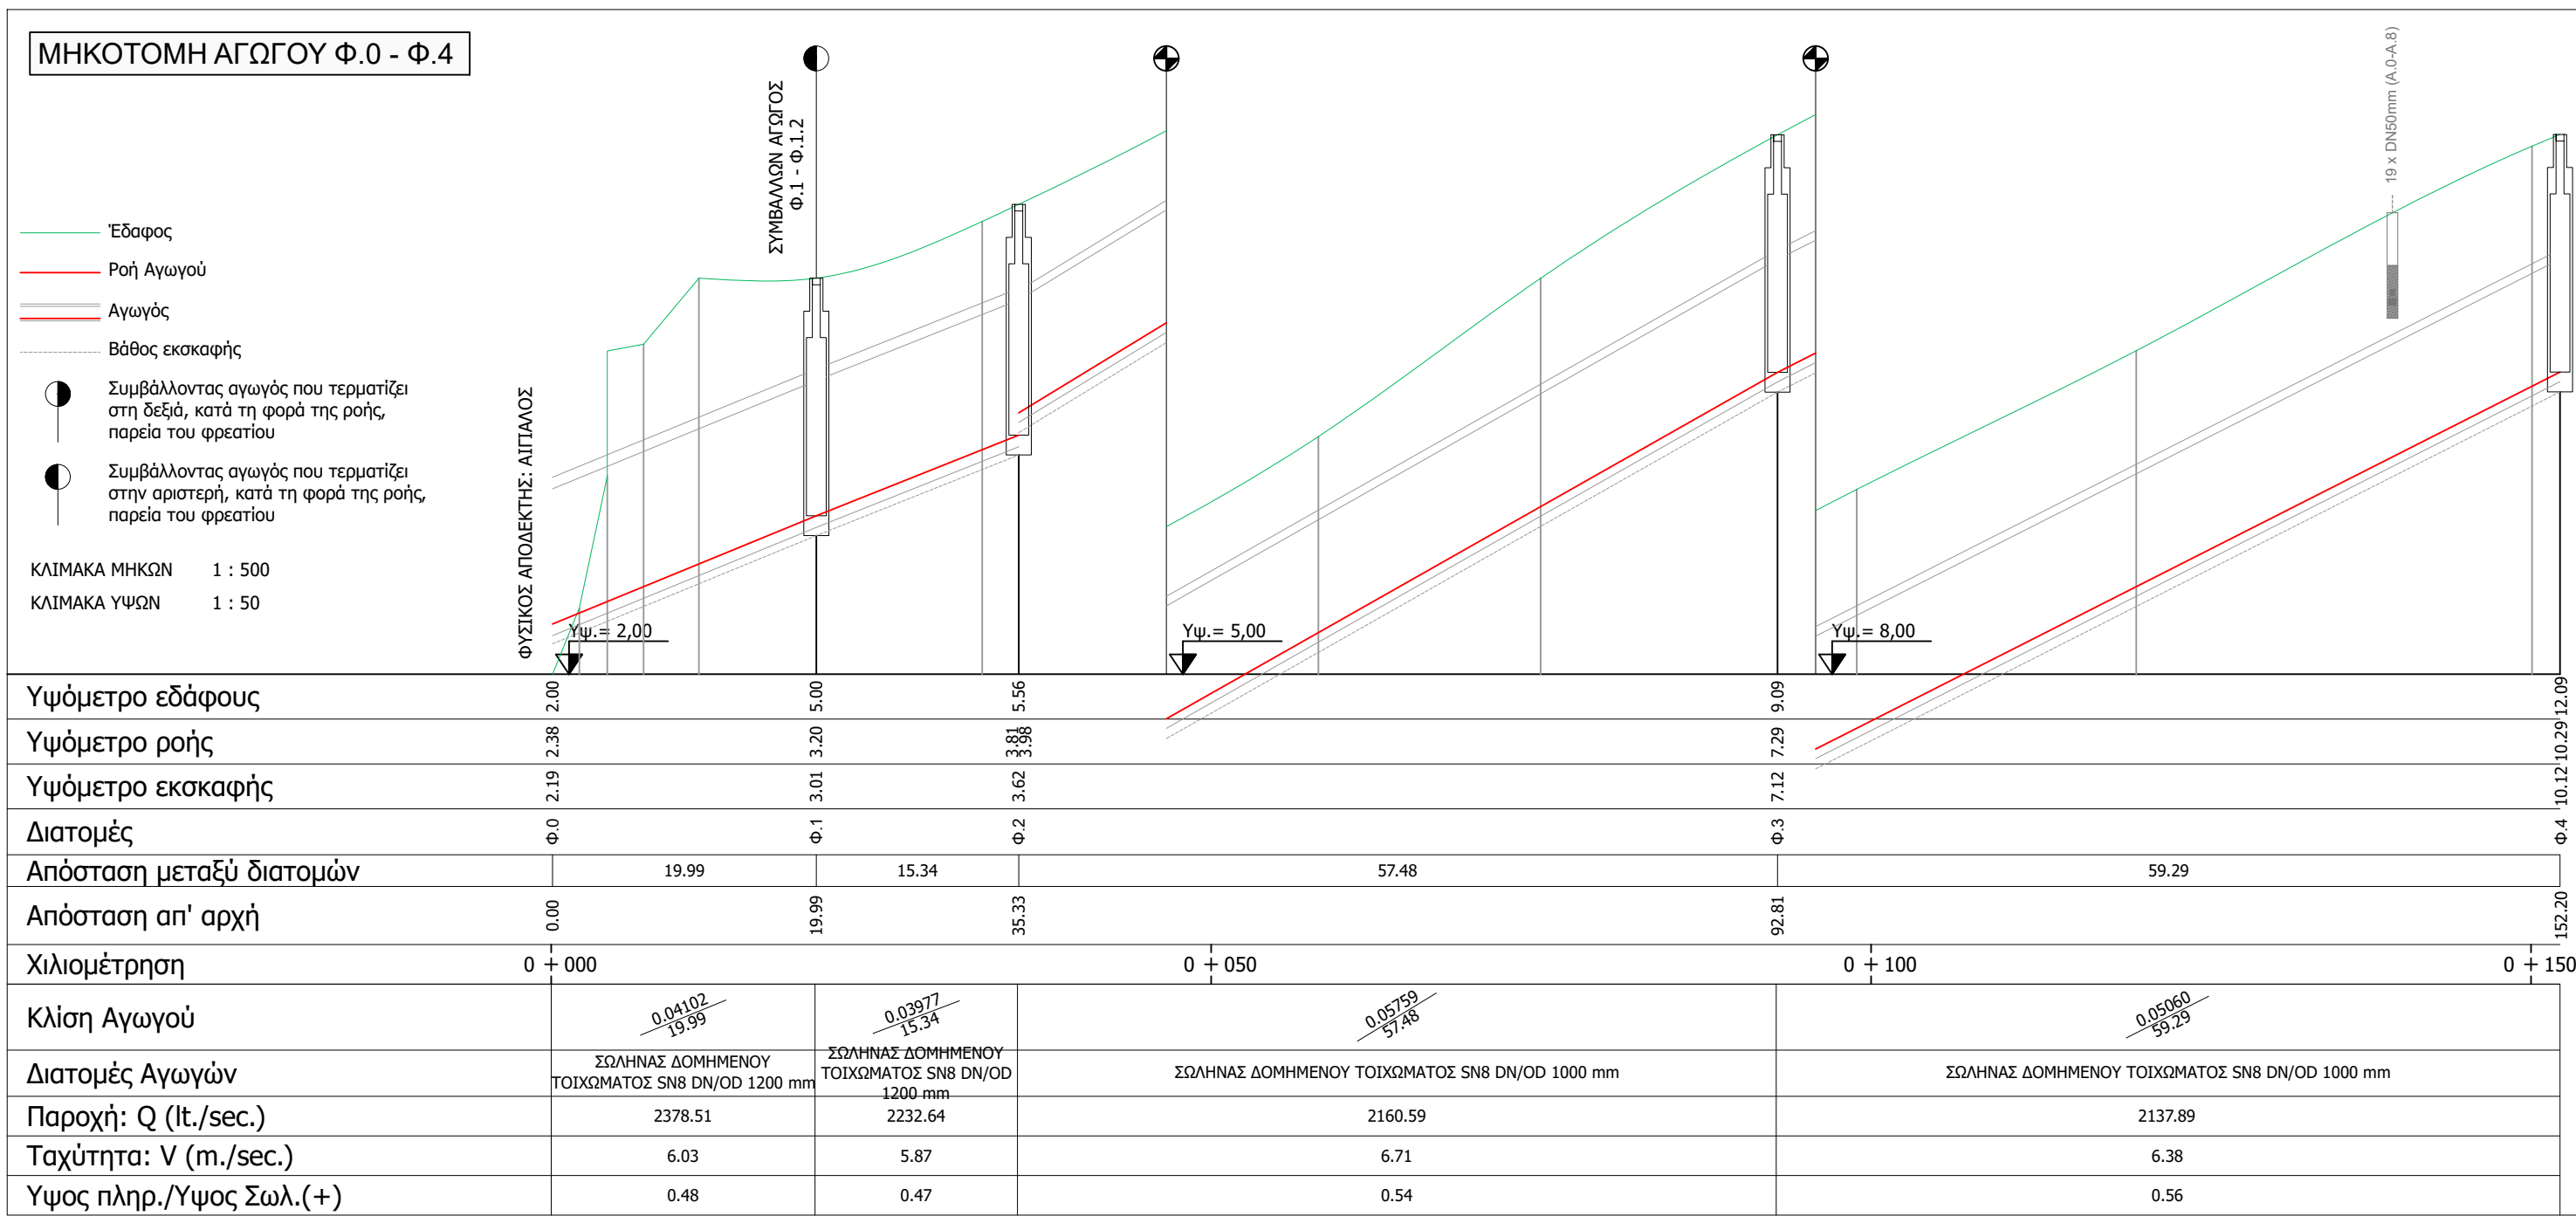 ΜΗΚΟΤΟΜΗ ΑΓΩΓΟΥ Φ.0 - Φ.4
Έδαφος
Ροή Αγωγού
Αγωγός
Βάθος εκσκαφής
Συμβάλλοντας αγωγός που τερματίζει
στη δεξιά, κατά τη φορά της ροής,
παρεία του φρεατίου
Συμβάλλοντας αγωγός που τερματίζει
στην αριστερή, κατά τη φορά της ροής,
παρεία του φρεατίου
ΚΛΙΜΑΚΑ ΜΗΚΩΝ 1 : 500
ΚΛΙΜΑΚΑ ΥΨΩΝ 1 : 50
ΦΥΣΙΚΟΣ ΑΠΟΔΕΚΤΗΣ: ΑΙΓΙΑΛΟΣ
ΣΥΜΒΑΛΛΩΝ ΑΓΩΓΟΣ
Φ.1 - Φ.1.2
19 x DN50mm (A.0-A.8)
Υψ.= 2,00
Υψ.= 5,00
Υψ.= 8,00
Υψόμετρο εδάφους 2.00 5.00 5.56 9.09 12.09
Υψόμετρο ροής 2.38 3.20 3.81 3.98 7.29 10.29
Υψόμετρο εκσκαφής 2.19 3.01 3.62 7.12 10.12
Διατομές Φ.0 Φ.1 Φ.2 Φ.3 Φ.4
Απόσταση μεταξύ διατομών 19.99 15.34 57.48 59.29
Απόσταση απ' αρχή 0.00 19.99 35.33 92.81 152.20
Χιλιομέτρηση 0 + 000 0 + 050 0 + 100 0 + 150
Κλίση Αγωγού
0.04102
19.99
0.03977
15.34
0.05759
57.48
0.05060
59.29
Διατομές Αγωγών
ΣΩΛΗΝΑΣ ΔΟΜΗΜΕΝΟΥ
ΤΟΙΧΩΜΑΤΟΣ SN8 DN/OD 1200 mm
ΣΩΛΗΝΑΣ ΔΟΜΗΜΕΝΟΥ
ΤΟΙΧΩΜΑΤΟΣ SN8 DN/OD
1200 mm
ΣΩΛΗΝΑΣ ΔΟΜΗΜΕΝΟΥ ΤΟΙΧΩΜΑΤΟΣ SN8 DN/OD 1000 mm
ΣΩΛΗΝΑΣ ΔΟΜΗΜΕΝΟΥ ΤΟΙΧΩΜΑΤΟΣ SN8 DN/OD 1000 mm
Παροχή: Q (lt./sec.) 2378.51 2232.64 2160.59 2137.89
Ταχύτητα: V (m./sec.) 6.03 5.87 6.71 6.38
Υψος πληρ./Υψος Σωλ.(+) 0.48 0.47 0.54 0.56